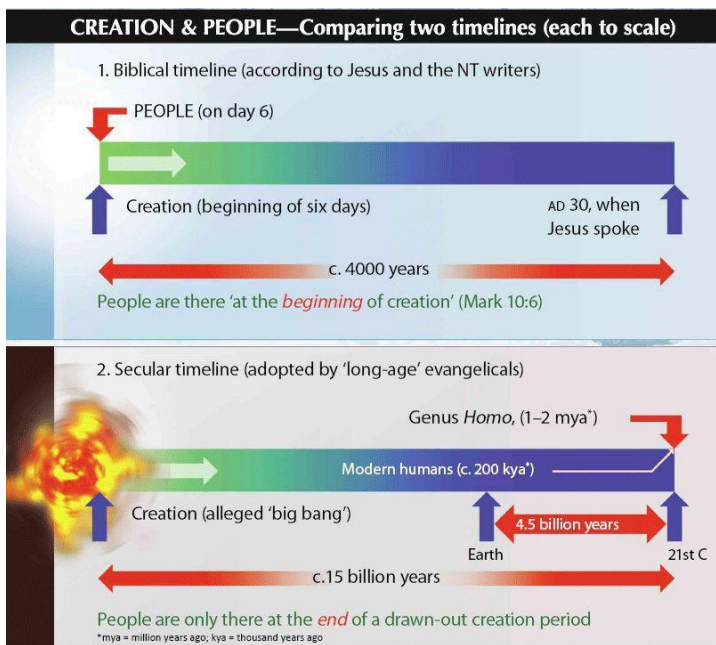 CREATION & PEOPLE—Comparing two timelines (each to scale)
1. Biblical timeline (according to Jesus and the NT writers)
PEOPLE (on day 6)
Creation (beginning of six days)
AD 30, when
Jesus spoke
c. 4000 years
People are there ‘at the beginning of creation’ (Mark 10:6)
2. Secular timeline (adopted by ‘long-age’ evangelicals)
Genus Homo, (1–2 mya*)
Modern humans (c. 200 kya*)
Creation (alleged ‘big bang’)
4.5 billion years
Earth
21st C
c.15 billion years
People are only there at the end of a drawn-out creation period
*mya = million years ago; kya = thousand years ago